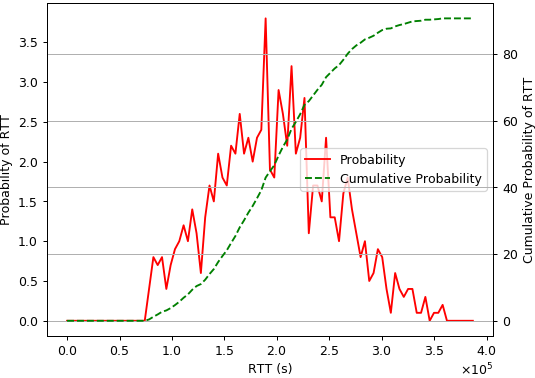 Probability of RTT
3.5
3.0
2.5
2.0
1.5
1.0
0.5
0.0
Probability
Cumulative Probability
80
60
40
20
0
Cumulative Probability of RTT
0.0 0.5 1.0 1.5 2.0 2.5 3.0 3.5 4.0
RTT (s)
×10⁵